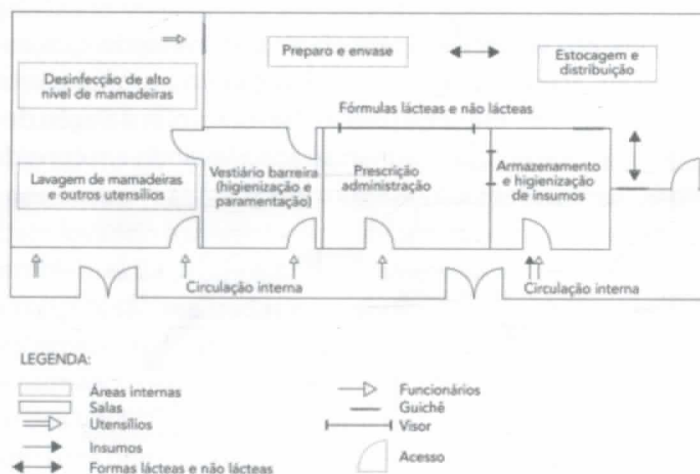 Preparo e envase
Estocagem e
distribuição
Desinfecção de alto
nível de mamadeiras
Fórmulas lácteas e não lácteas
Lavagem de mamadeiras
e outros utensílios
Vestiário barreira
(higienização e
paramentação)
Prescrição
administração
Armazenamento
e higienização
de insumos
Circulação interna
Circulação interna
LEGENDA:
Áreas internas
Salas
Utensílios
Insumos
Formas lácteas e não lácteas
Funcionários
Guichê
Visor
Acesso